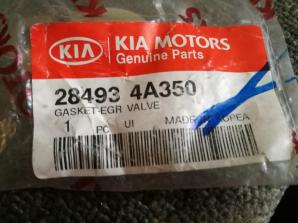 KIA KIA MOTORS
Genuine Parts
28493 4A350
GASKET-EGR VALVE
1 PC UI MADE IN KOREA